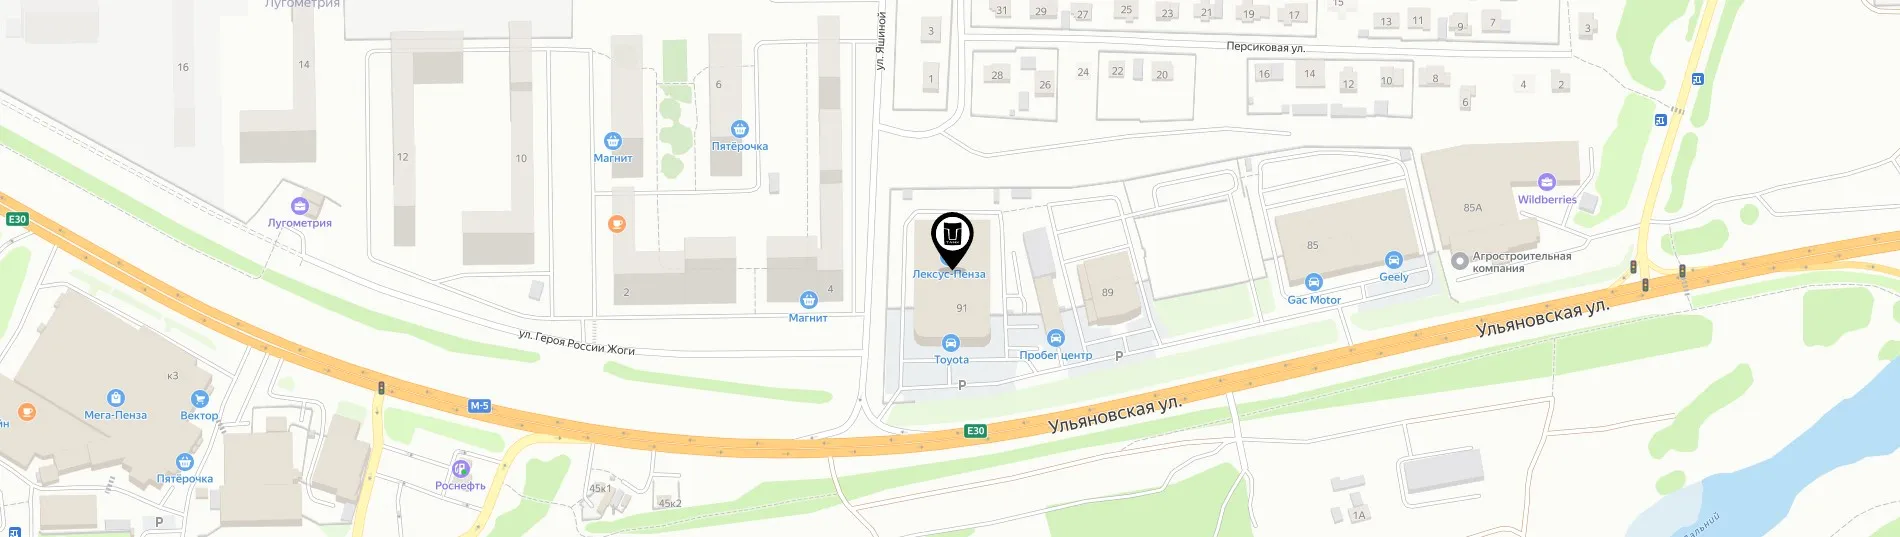 Лугометрия
31
29
27
25
23
21
19
17
15
13
11
9
7
3
3
16
14
ул. Яшиной
Персиковая ул.
1
28
26
24
22
20
16
14
12
10
8
6
4
2
6
12
10
Магнит
Пятёрочка
Wildberries
85А
Лугометрия
E30
TANK
85
Лексус-Пенза
Агростроительная
компания
Geely
Gac Motor
89
2
4
91
Магнит
ул. Героя России Жоги
Toyota
Пробег центр
P
P
Ульяновская ул.
к3
Мега-Пенза
Вектор
йн
М-5
Ульяновская ул.
E30
Пятёрочка
Роснефть
45к1
45к2
1А
P
альний